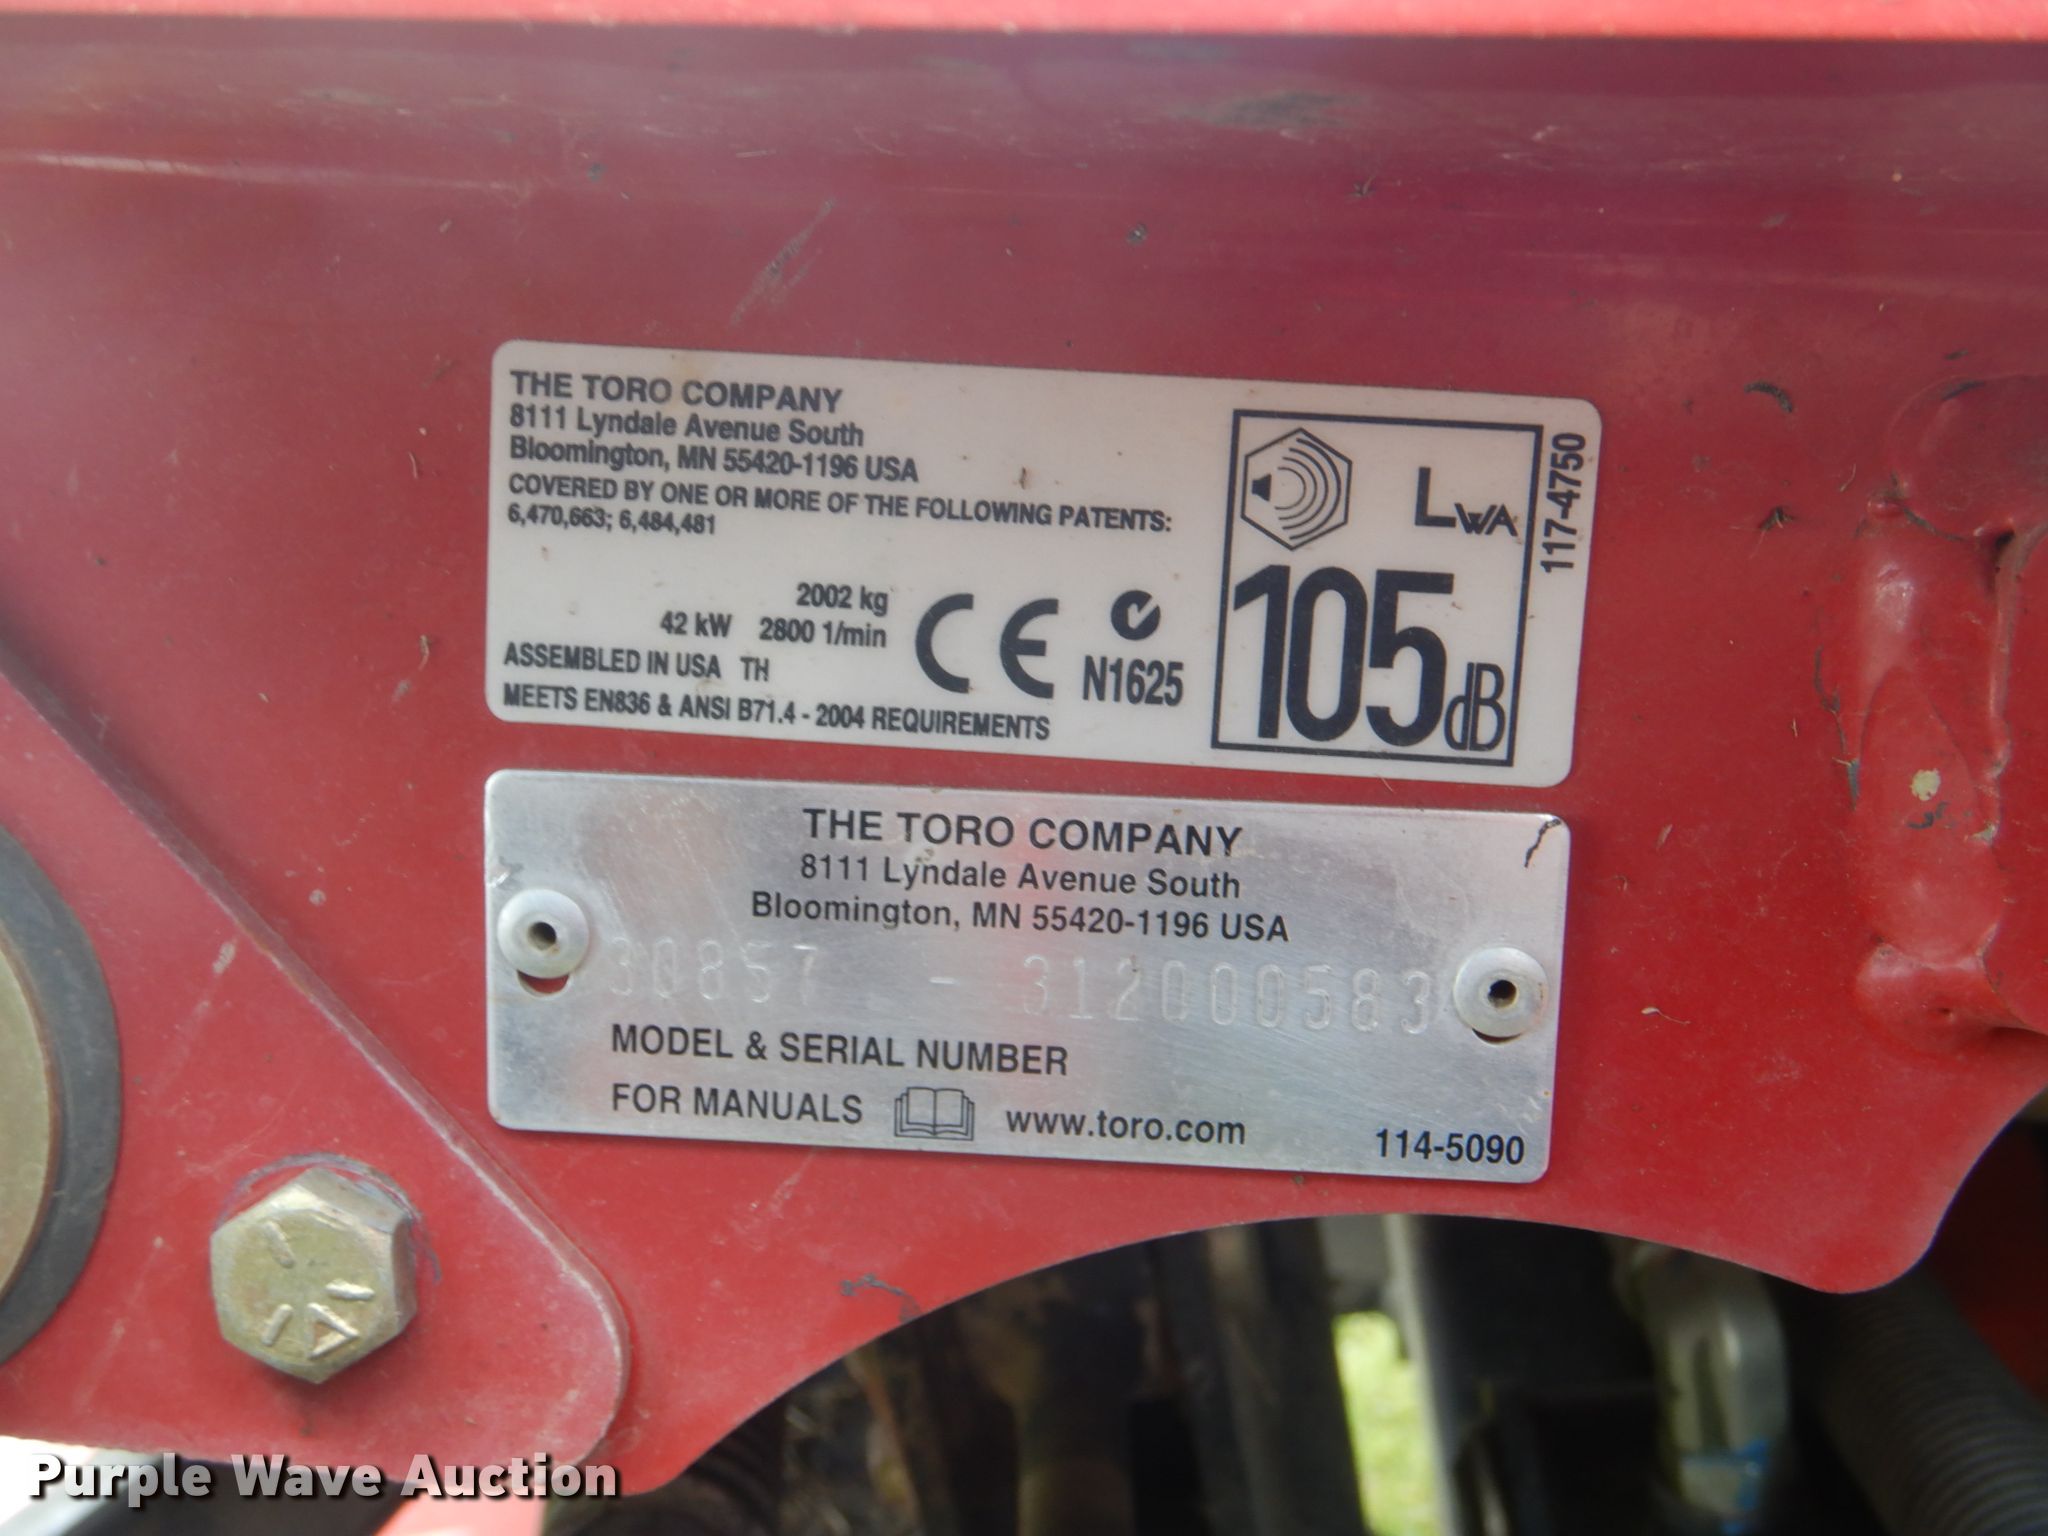 THE TORO COMPANY
8111 Lyndale Avenue South
Bloomington, MN 55420-1196 USA
COVERED BY ONE OR MORE OF THE FOLLOWING PATENTS:
6,470,663; 6,484,481
2002 kg
42 kW 2800 1/min
ASSEMBLED IN USA TH
MEETS EN836 & ANSI B71.4 - 2004 REQUIREMENTS
CE
N1625
LWA
105dB
117-4750
THE TORO COMPANY
8111 Lyndale Avenue South
Bloomington, MN 55420-1196 USA
30857 - 312000583
MODEL & SERIAL NUMBER
FOR MANUALS www.toro.com
114-5090
Purple Wave Auction